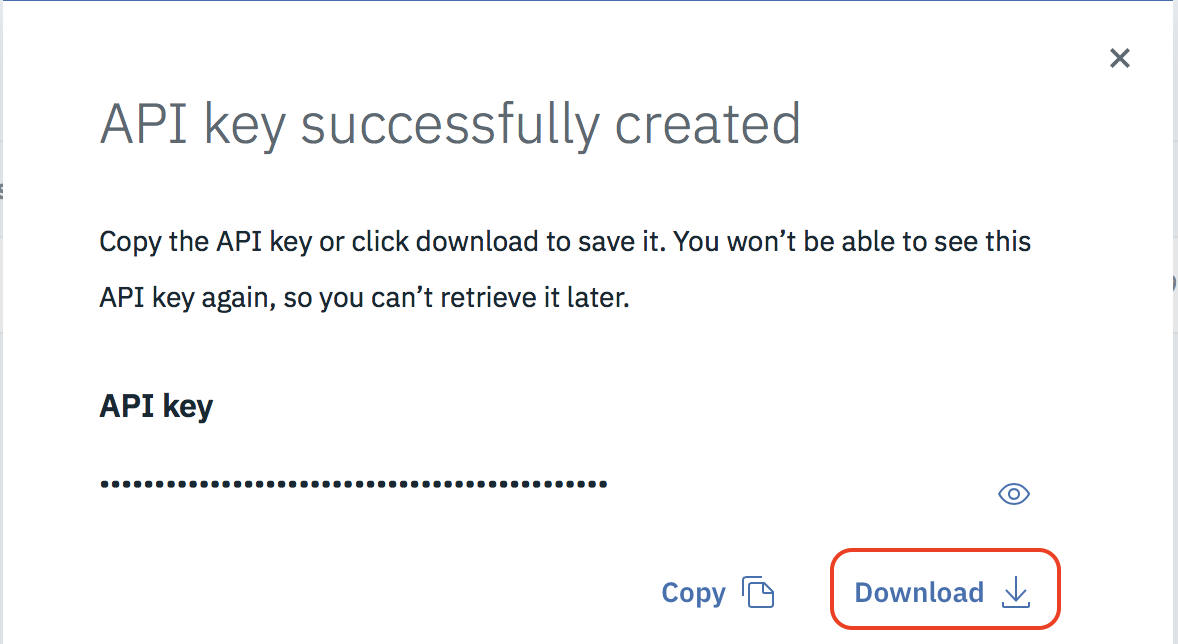 API key successfully created
Copy the API key or click download to save it. You won’t be able to see this
API key again, so you can’t retrieve it later.
API key
••••••••••••••••••••••••••••••••••••••••••••
Copy
Download